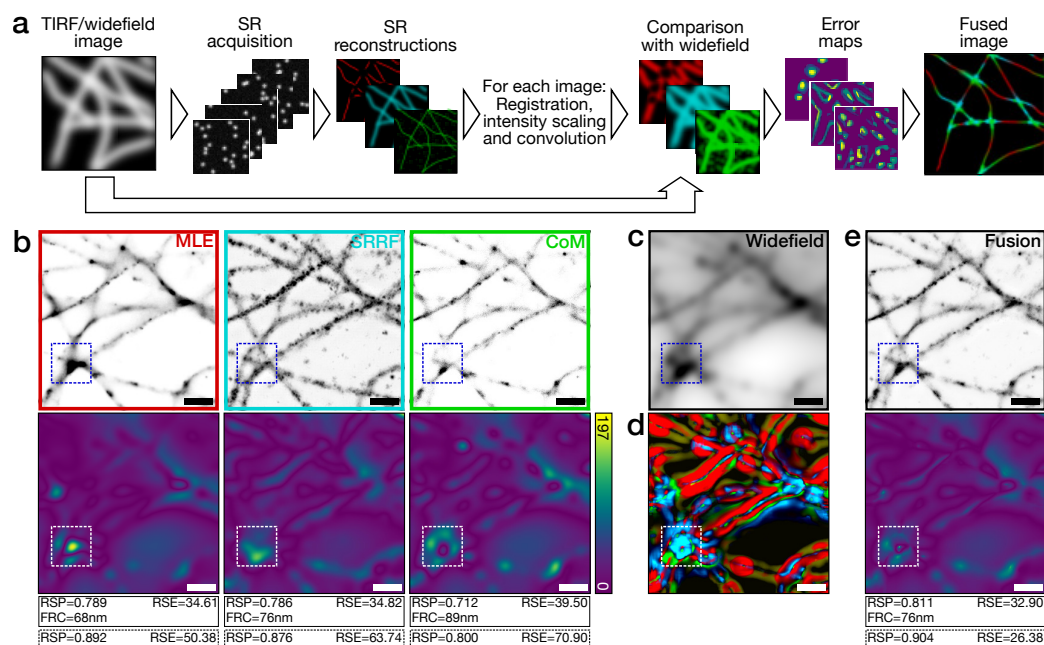 a
TIRF/widefield
image
SR
acquisition
SR
reconstructions
For each image:
Registration,
intensity scaling
and convolution
Comparison
with widefield
Error
maps
Fused
image
b
MLE
SRRF
CoM
197
0
RSP=0.789 RSE=34.61
FRC=68nm
RSP=0.892 RSE=50.38
RSP=0.786 RSE=34.82
FRC=76nm
RSP=0.876 RSE=63.74
RSP=0.712 RSE=39.50
FRC=89nm
RSP=0.800 RSE=70.90
c
Widefield
d
e
Fusion
RSP=0.811 RSE=32.90
FRC=76nm
RSP=0.904 RSE=26.38